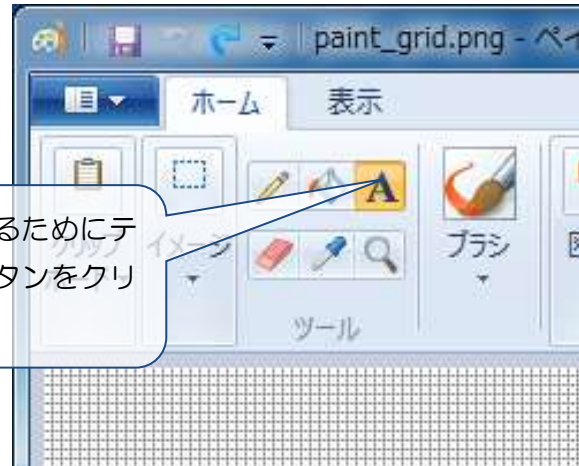 paint_grid.png - ペイ
ホーム 表示
るためにテ
タンをクリ
イメージ
A
ブラシ
ツール